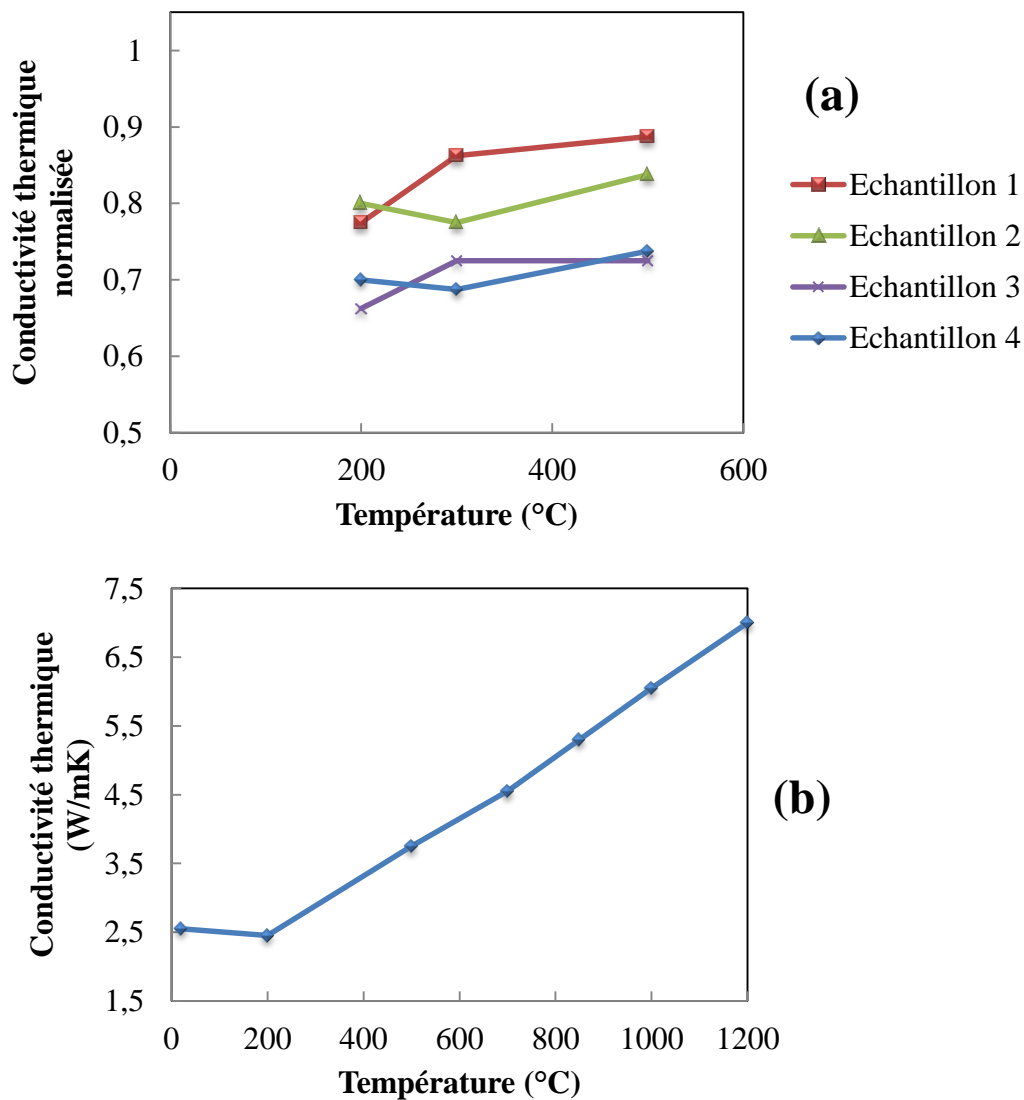 Conductivité thermique
normalisée
1
0,9
0,8
0,7
0,6
0,5
0
200
400
600
Température (°C)
(a)
Echantillon 1
Echantillon 2
Echantillon 3
Echantillon 4
Conductivité thermique
(W/mK)
7,5
6,5
5,5
4,5
3,5
2,5
1,5
0
200
400
600
800
1000
1200
Température (°C)
(b)